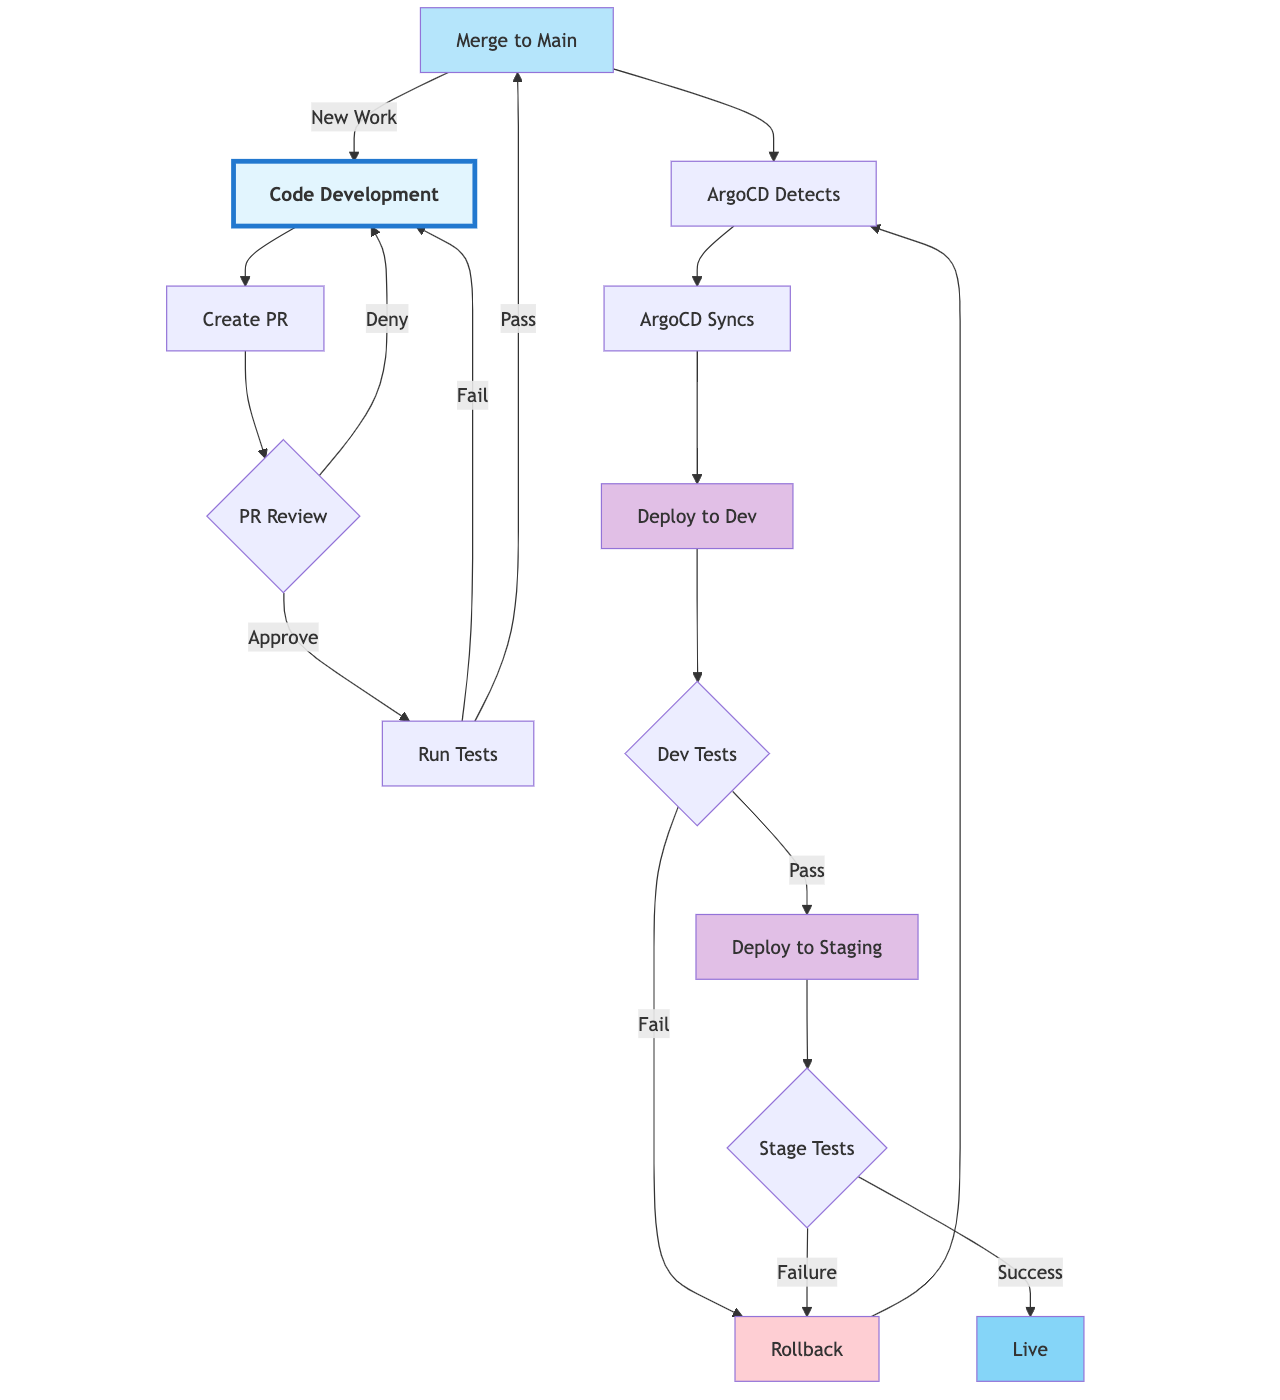 Merge to Main
New Work
Code Development
ArgoCD Detects
Create PR
Deny
Pass
ArgoCD Syncs
Fail
PR Review
Deploy to Dev
Approve
Run Tests
Dev Tests
Pass
Deploy to Staging
Fail
Stage Tests
Failure
Success
Rollback
Live